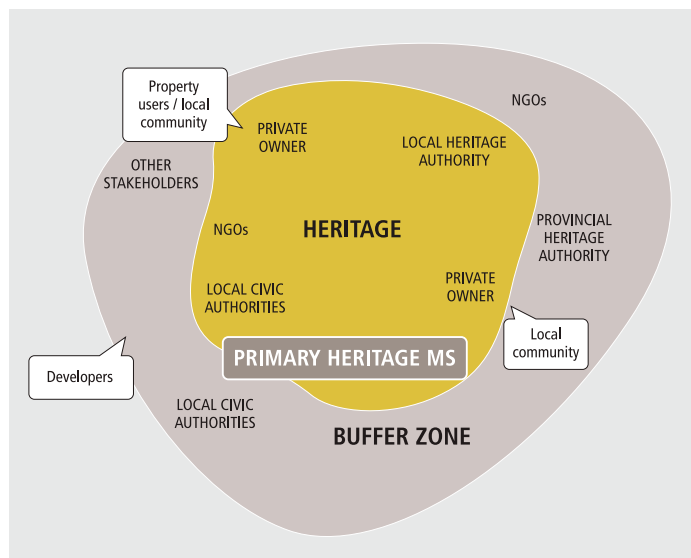 Property
users / local
community
NGOs
PRIVATE
OWNER
LOCAL HERITAGE
AUTHORITY
OTHER
STAKEHOLDERS
NGOs
HERITAGE
PROVINCIAL
HERITAGE
AUTHORITY
LOCAL CIVIC
AUTHORITIES
PRIVATE
OWNER
Local
community
PRIMARY HERITAGE MS
Developers
LOCAL CIVIC
AUTHORITIES
BUFFER ZONE